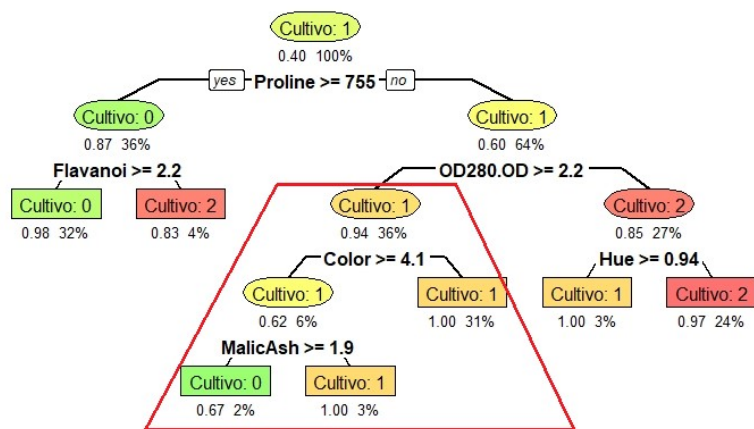 Cultivo: 1
0.40 100%
yes Proline >= 755 no
Cultivo: 0 Cultivo: 1
0.87 36% 0.60 64%
Flavanoi >= 2.2 OD280.OD >= 2.2
Cultivo: 0 Cultivo: 2 Cultivo: 1 Cultivo: 2
0.98 32% 0.83 4% 0.94 36% 0.85 27%
Color >= 4.1 Hue >= 0.94
Cultivo: 1 Cultivo: 1 Cultivo: 1 Cultivo: 2
0.62 6% 1.00 31% 1.00 3% 0.97 24%
MalicAsh >= 1.9
Cultivo: 0 Cultivo: 1
0.67 2% 1.00 3%